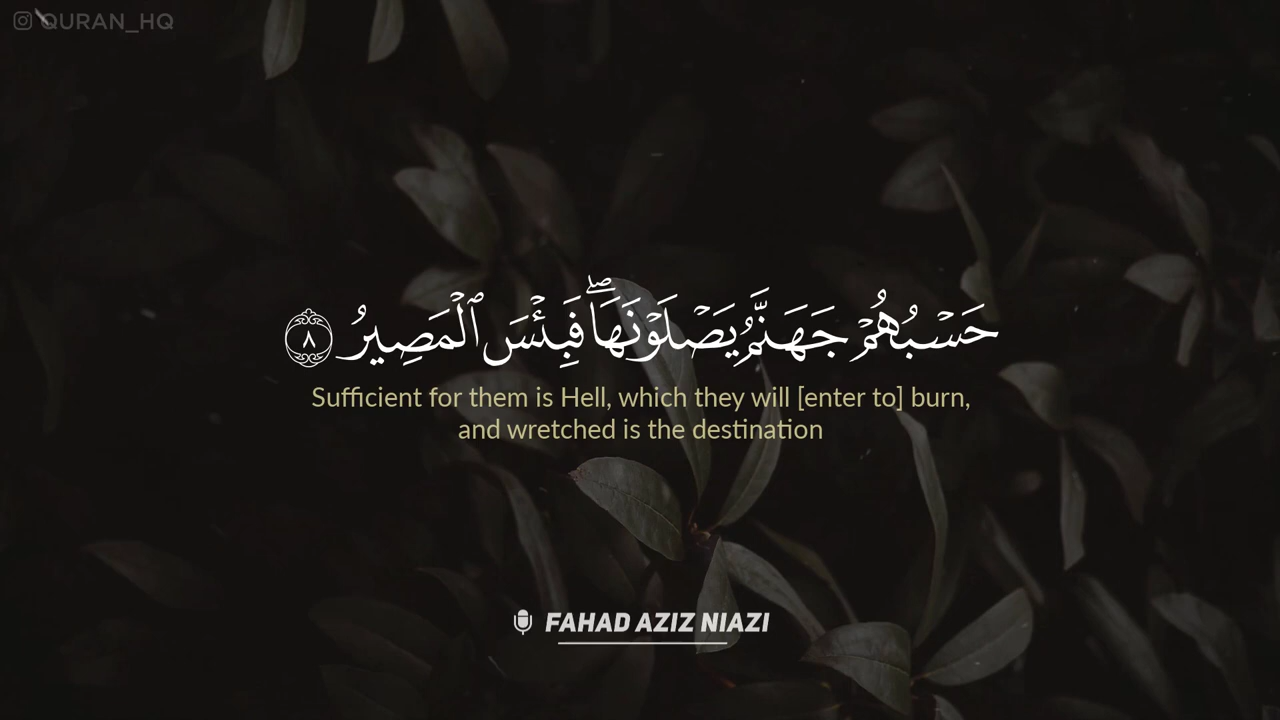 QURAN_HQ
حَسْبُهُمْ جَهَنَّمُ يَصْلَوْنَهَا ۖ فَبِئْسَ ٱلْمَصِيرُ ٨
Sufficient for them is Hell, which they will [enter to] burn,
and wretched is the destination
FAHAD AZIZ NIAZI